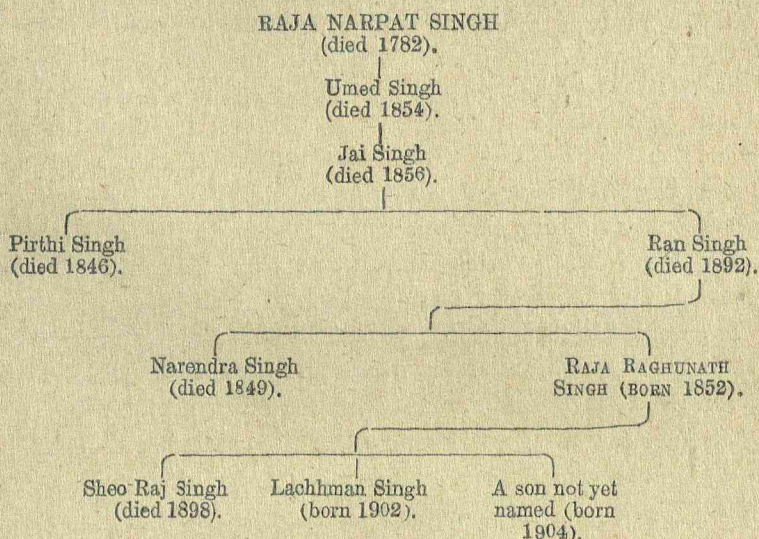 RAJA NARPAT SINGH
(died 1782).
Umed Singh
(died 1854).
Jai Singh
(died 1856).
Pirthi Singh
(died 1846).
Ran Singh
(died 1892).
Narendra Singh
(died 1849).
RAJA RAGHUNATH
SINGH (BORN 1852).
Sheo Raj Singh
(died 1898).
Lachhman Singh
(born 1902).
A son not yet
named (born
1904).